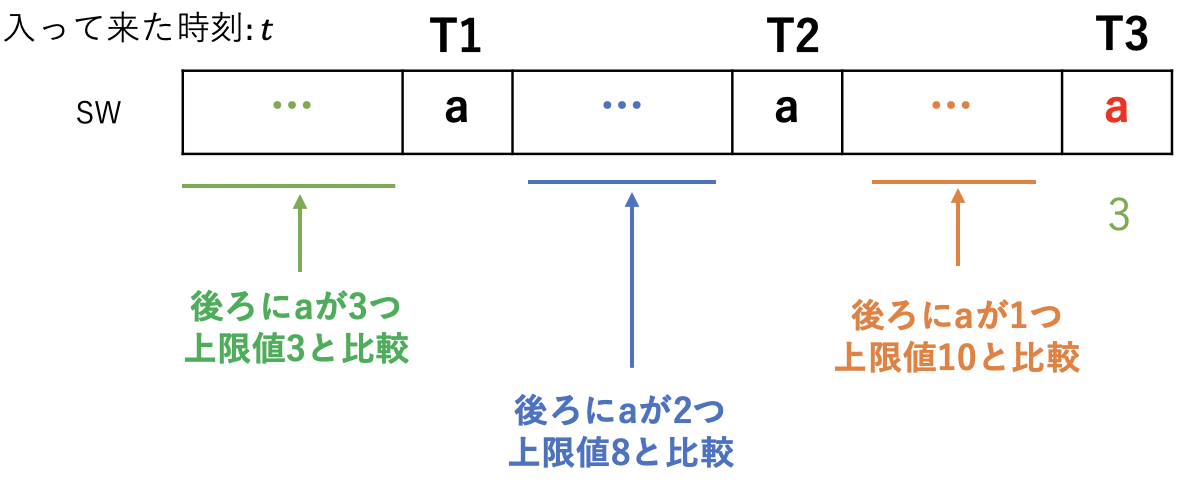 入って来た時刻: t
T1 T2 T3
SW … a … a … a
3
後ろにaが3つ
上限値3と比較
後ろにaが1つ
上限値10と比較
後ろにaが2つ
上限値8と比較